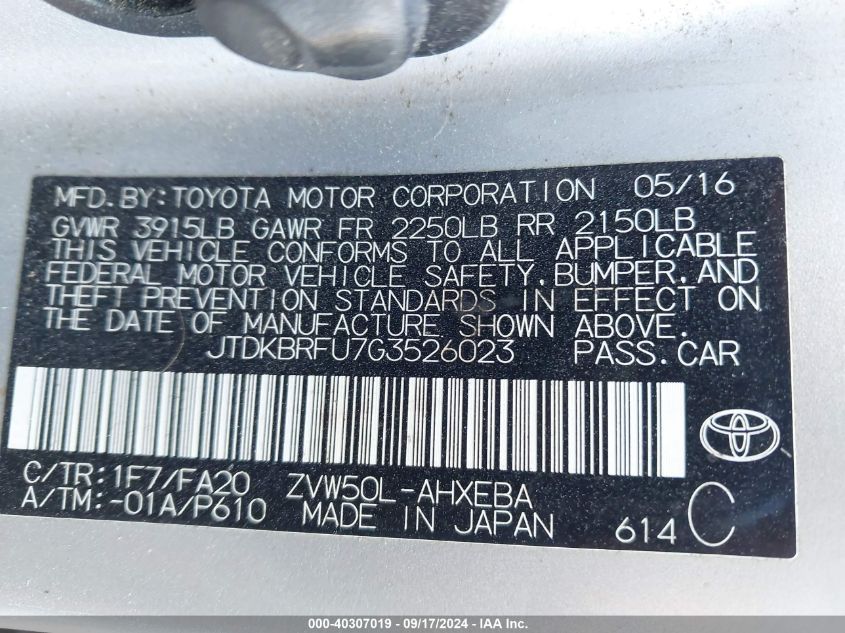 MFD.BY:TOYOTA MOTOR CORPORATION 05/16
GVWR 3915LB GAWR FR 2250LB RR 2150LB
THIS VEHICLE CONFORMS TO ALL APPLICABLE
FEDERAL MOTOR VEHICLE SAFETY,BUMPER,AND
THEFT PREVENTION STANDARDS IN EFFECT ON
THE DATE OF MANUFACTURE SHOWN ABOVE.
JTDKBRFU7G3526023 PASS.CAR
C/TR:1F7/FA20 ZVW50L-AHXEBA
A/TM:-01A/P610 MADE IN JAPAN 614 C
000-40307019 - 09/17/2024 - IAA Inc.